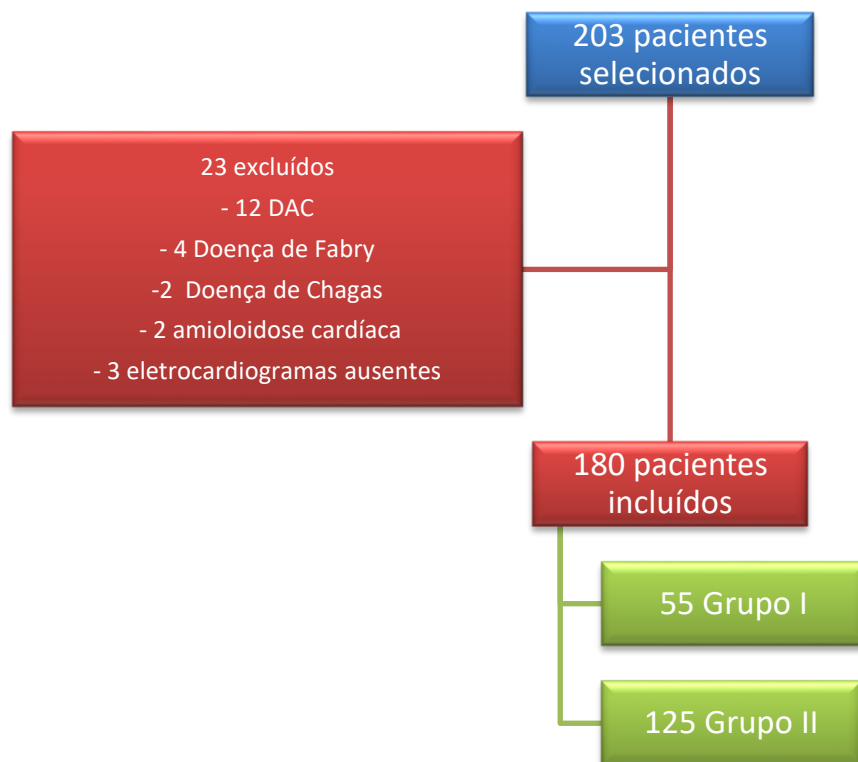 203 pacientes
selecionados
23 excluídos
- 12 DAC
- 4 Doença de Fabry
-2 Doença de Chagas
- 2 amioloidose cardíaca
- 3 eletrocardiogramas ausentes
180 pacientes
incluídos
55 Grupo I
125 Grupo II